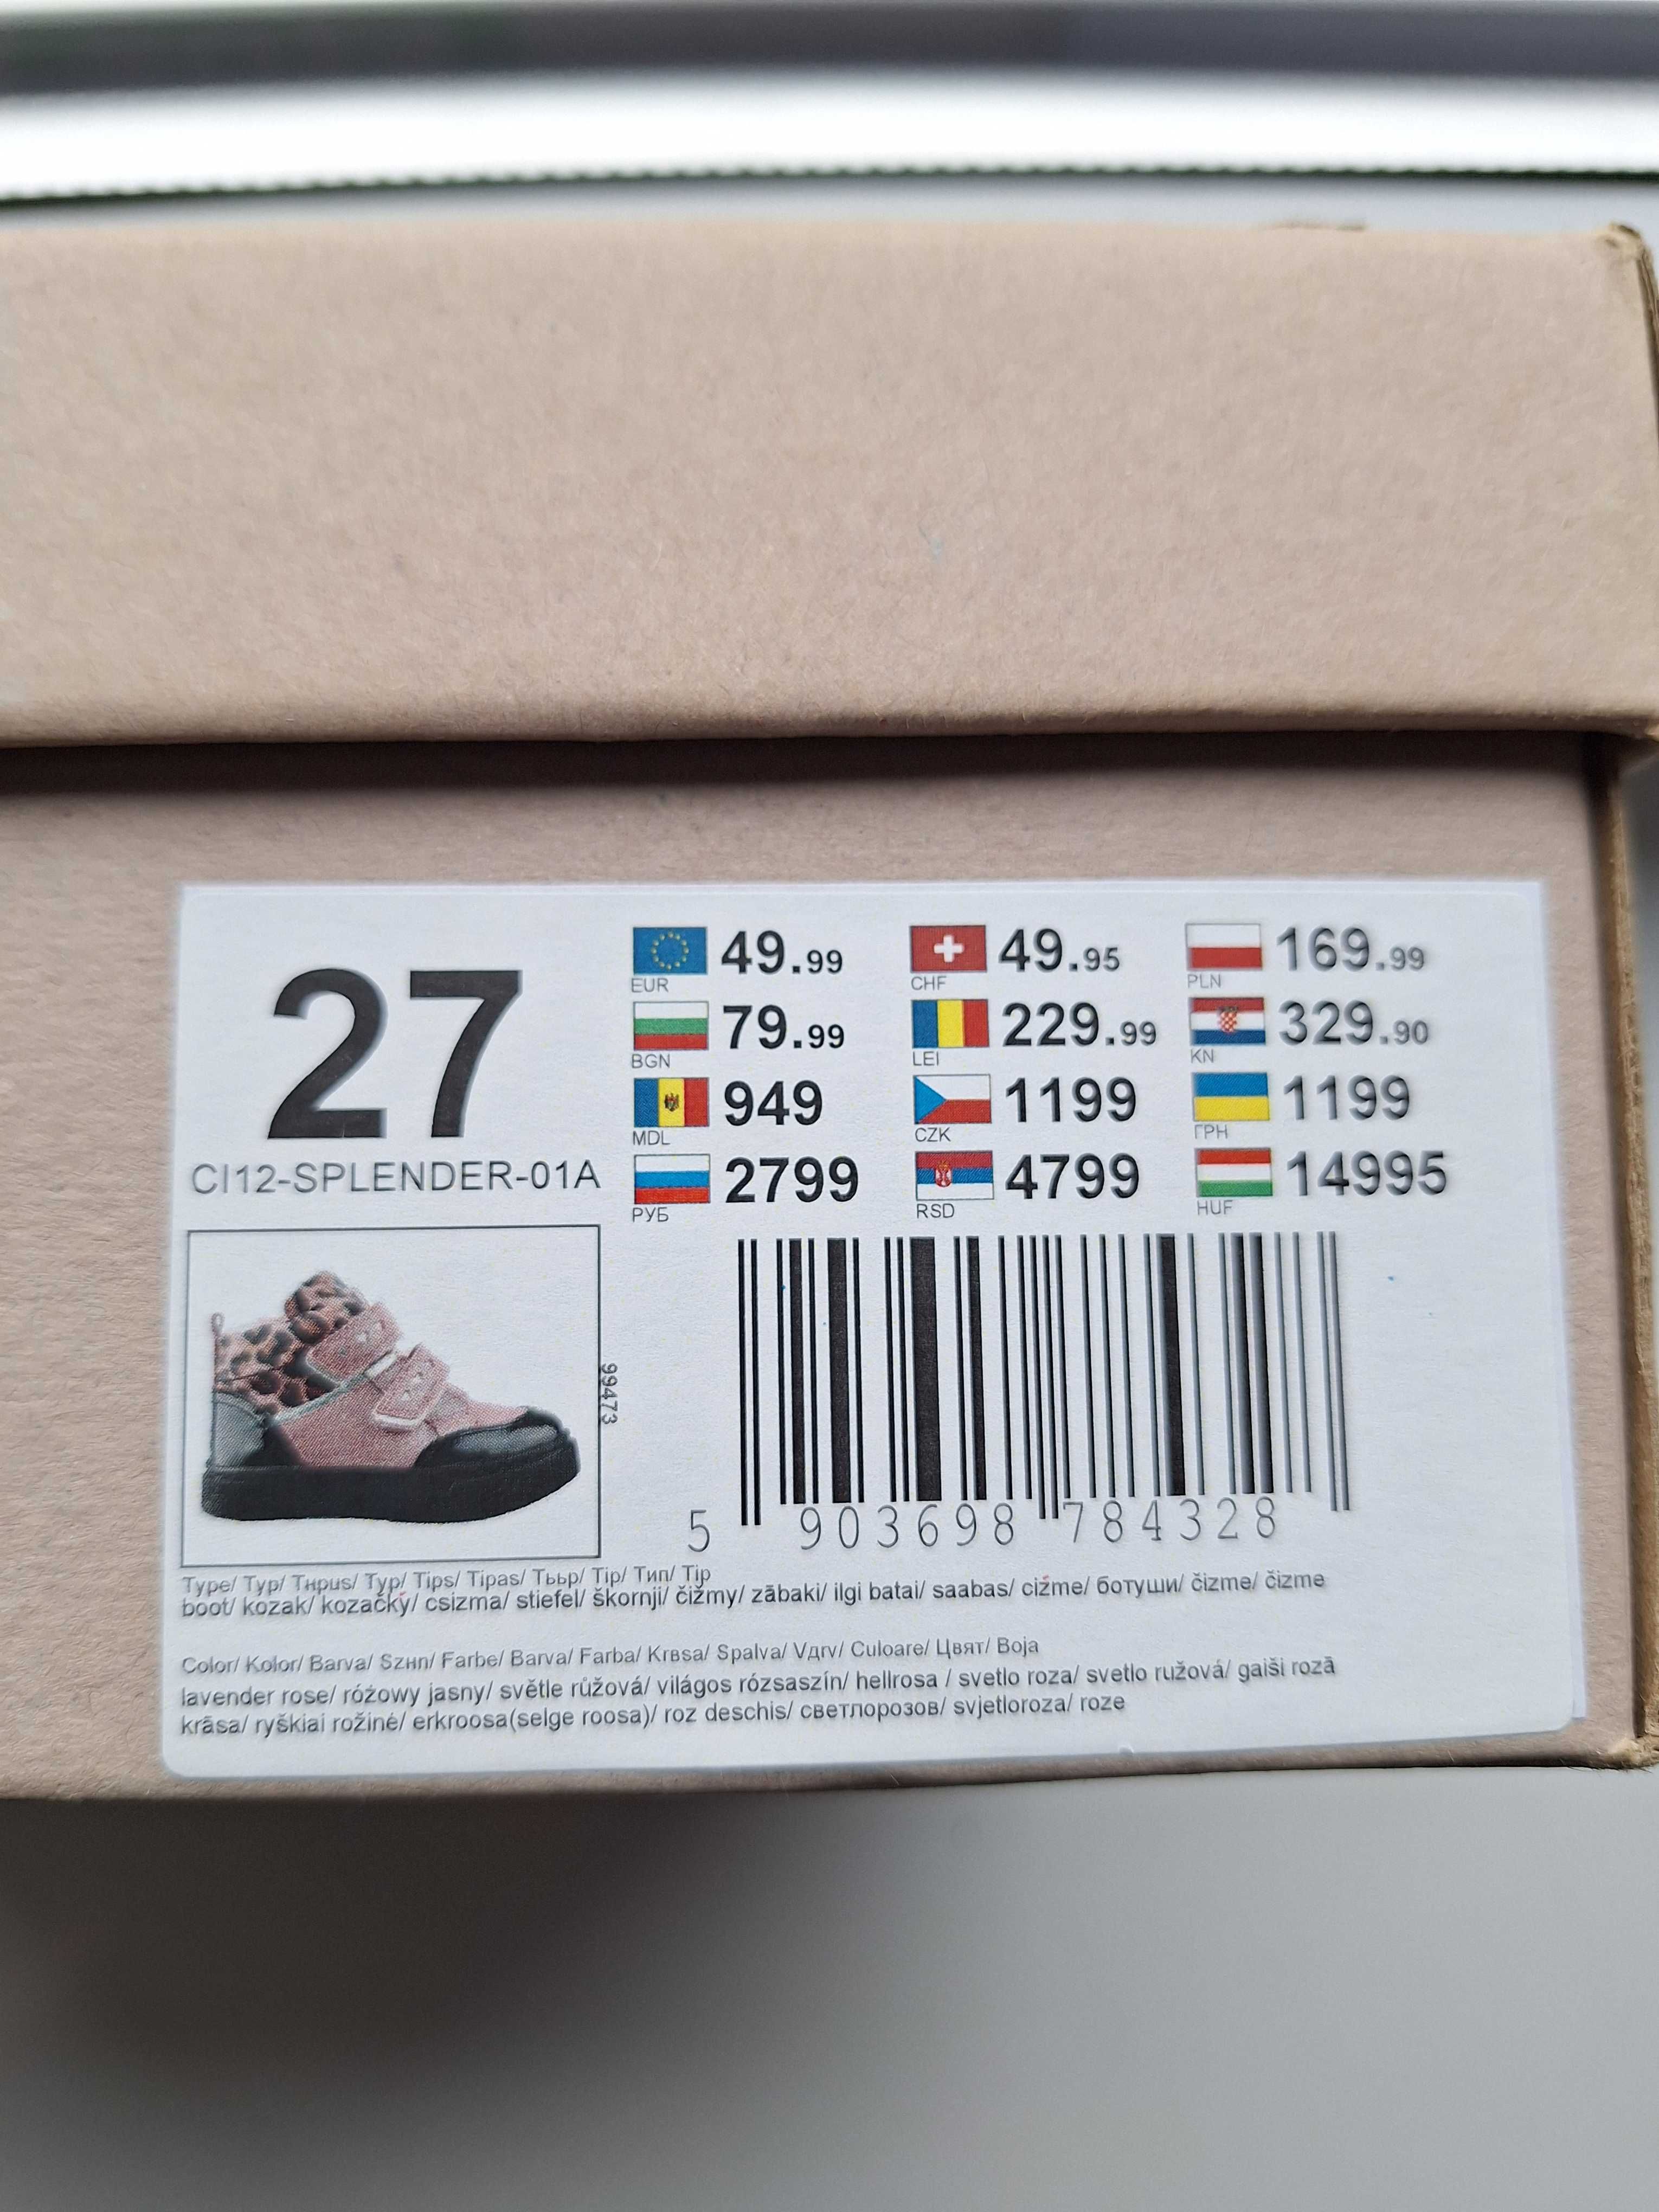 27
CI12-SPLENDER-01A
49.99
EUR
49.95
CHF
169.99
PLN
79.99
BGN
229.99
LEI
329.90
KN
949
MDL
1199
CZK
1199
ГРН
2799
РУБ
4799
RSD
14995
HUF
99473
5 903698 784328
Type/ Typ/ Tнpus/ Typ/ Tips/ Tipas/ Tььp/ Tip/ Тип/ Tip
boot/ kozak/ kozačký/ csizma/ stiefel/ škornji/ čižmy/ zābaki/ ilgi batai/ saabas/ cizme/ ботуши/ čizme/ čizme
Color/ Kolor/ Barva/ Szнn/ Farbe/ Barva/ Farba/ Krвsa/ Spalva/ Vдrv/ Culoare/ Цвят/ Boja
lavender rose/ różowy jasny/ světle růžová/ világos rózsaszín/ hellrosa / svetlo roza/ svetlo ružová/ gaiši rozā
krāsa/ ryškiai rožinė/ erkroosa(selge roosa)/ roz deschis/ светлорозов/ svjetloroza/ roze